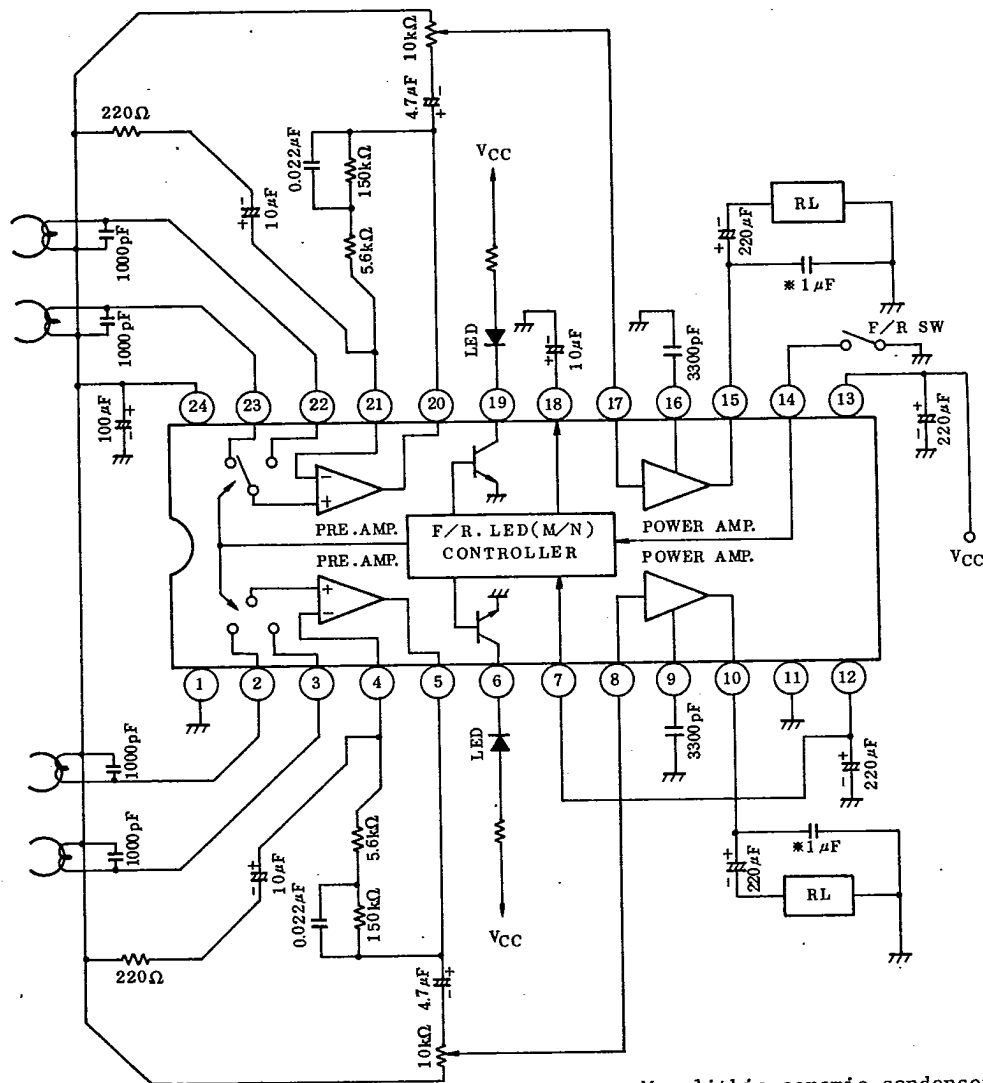 10kΩ
4.7μF
+ -
220Ω
0.022μF
150kΩ
VCC
+ -
10μF
5.6kΩ
1000pF
1000pF
LED
+ -
10μF
3300pF
+ -
220μF
RL
※1μF
F/R SW
100μF
- +
24
23
22
21
20
19
18
17
16
15
14
13
- +
220μF
-
+
PRE.AMP.
F/R. LED(M/N)
CONTROLLER
POWER AMP.
PRE.AMP.
POWER AMP.
VCC
+
-
1
2
3
4
5
6
7
8
9
10
11
12
1000pF
1000pF
LED
3300pF
- +
220μF
- +
10μF
5.6kΩ
0.022μF
150kΩ
VCC
- +
220μF
※1μF
RL
220Ω
4.7μF
- +
10kΩ